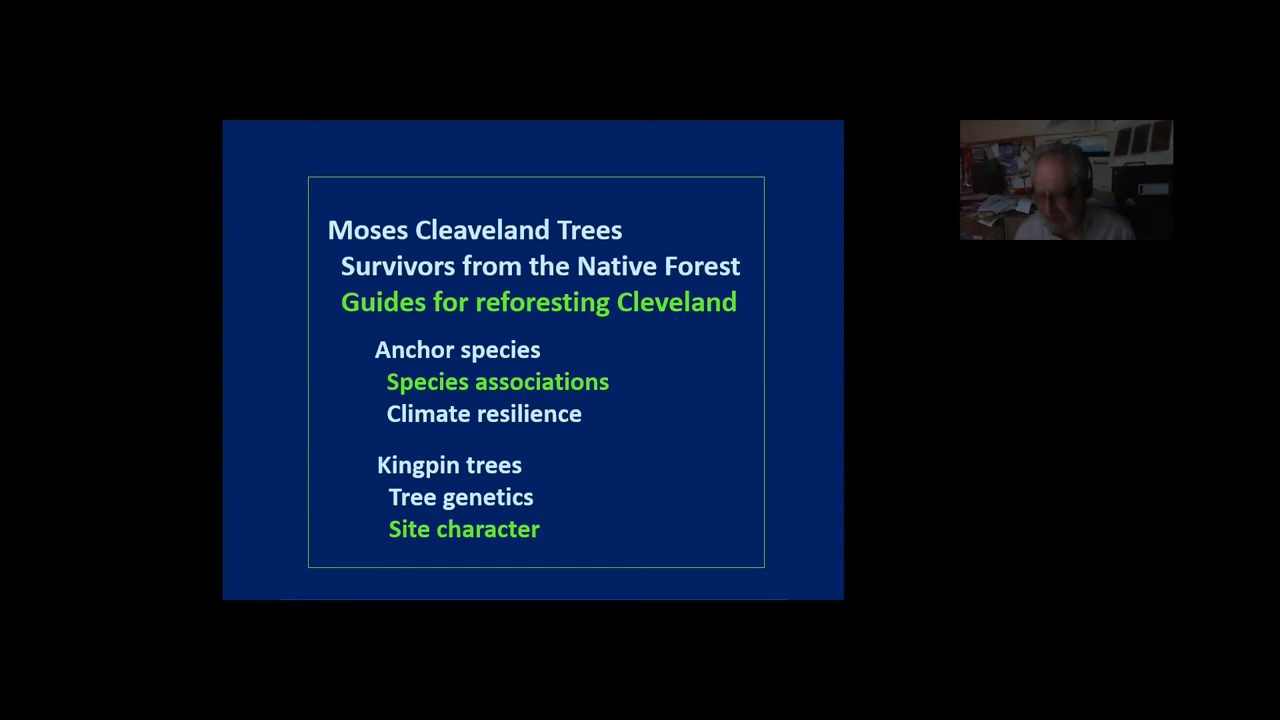 Moses Cleaveland Trees
Survivors from the Native Forest
Guides for reforesting Cleveland
Anchor species
Species associations
Climate resilience
Kingpin trees
Tree genetics
Site character